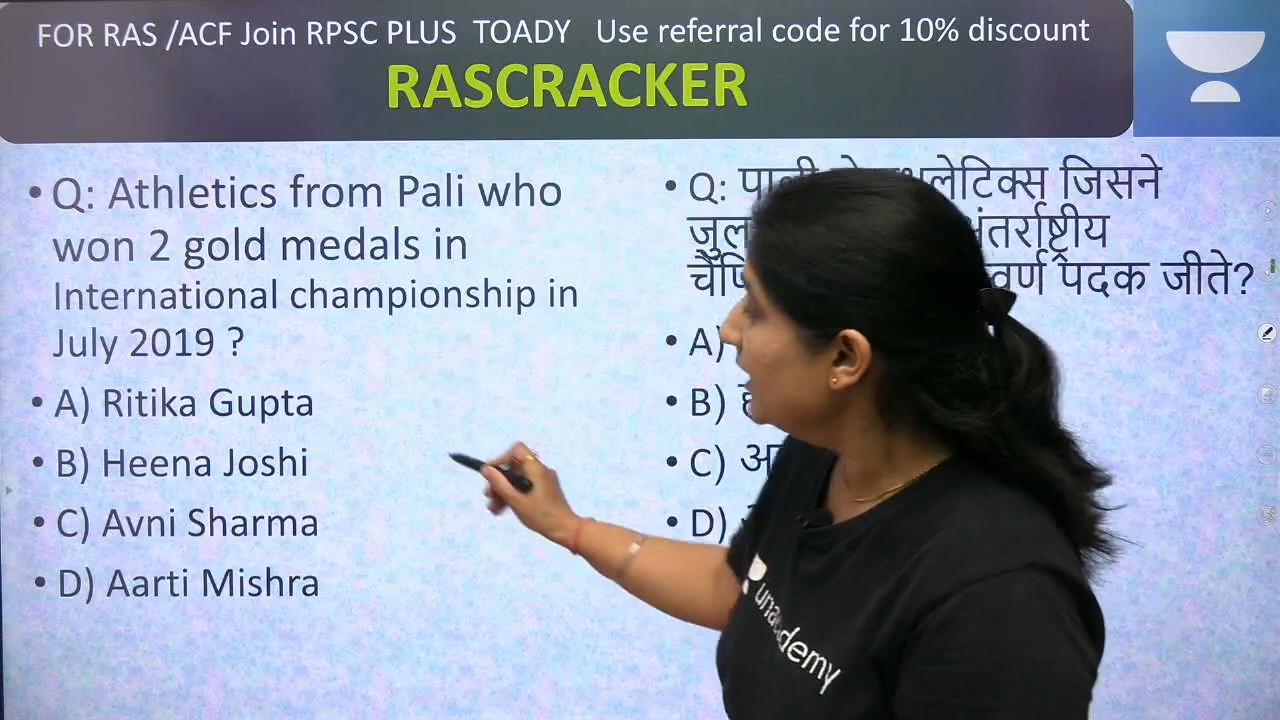 FOR RAS /ACF Join RPSC PLUS TOADY Use referral code for 10% discount
RASCRACKER
• Q: Athletics from Pali who
won 2 gold medals in
International championship in
July 2019 ?
• A) Ritika Gupta
• B) Heena Joshi
• C) Avni Sharma
• D) Aarti Mishra
• Q: जिसने
पदक जीते?
• A)
• B)
• C)
• D)
unacademy